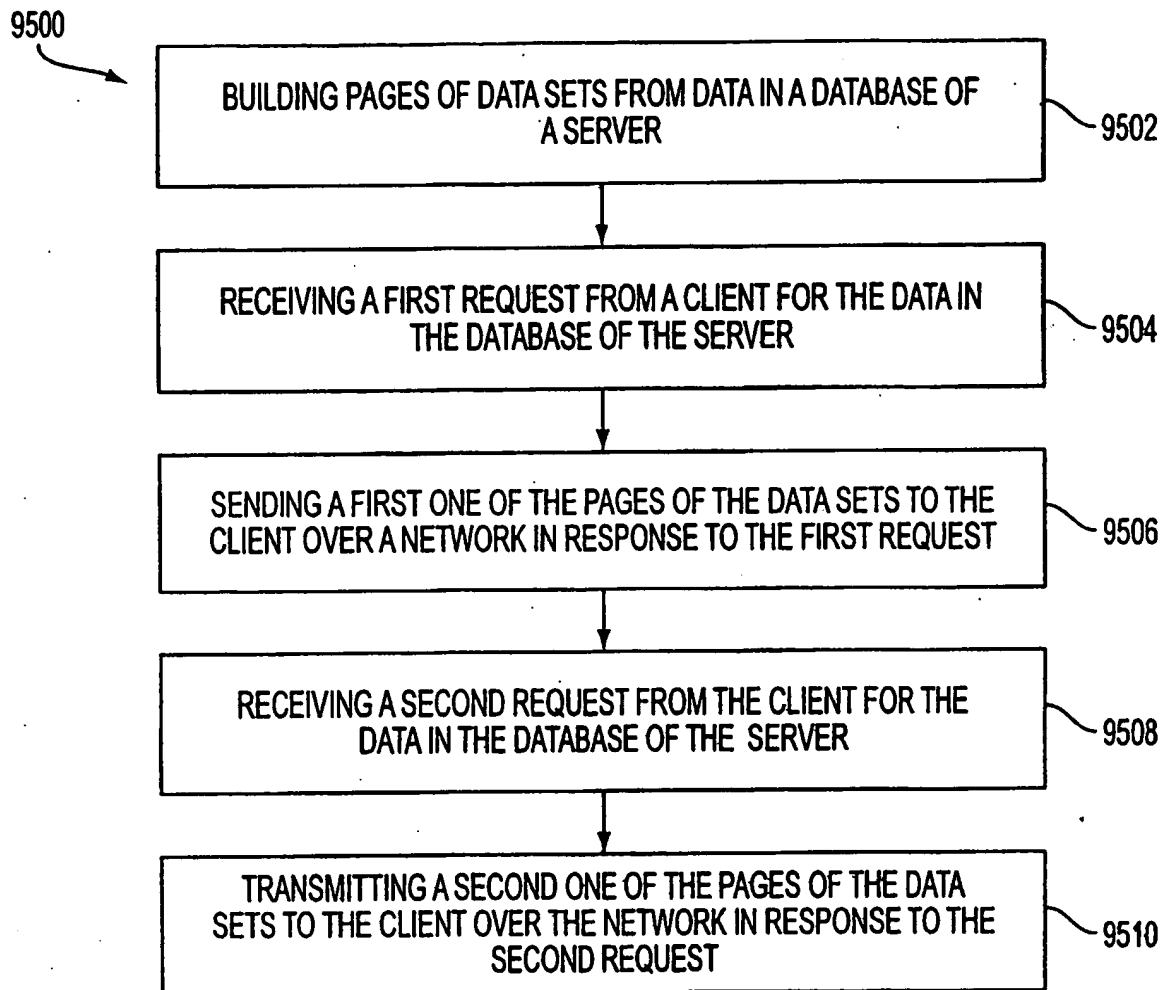 9500
BUILDING PAGES OF DATA SETS FROM DATA IN A DATABASE OF
A SERVER
9502
RECEIVING A FIRST REQUEST FROM A CLIENT FOR THE DATA IN
THE DATABASE OF THE SERVER
9504
SENDING A FIRST ONE OF THE PAGES OF THE DATA SETS TO THE
CLIENT OVER A NETWORK IN RESPONSE TO THE FIRST REQUEST
9506
RECEIVING A SECOND REQUEST FROM THE CLIENT FOR THE
DATA IN THE DATABASE OF THE SERVER
9508
TRANSMITTING A SECOND ONE OF THE PAGES OF THE DATA
SETS TO THE CLIENT OVER THE NETWORK IN RESPONSE TO THE
SECOND REQUEST
9510